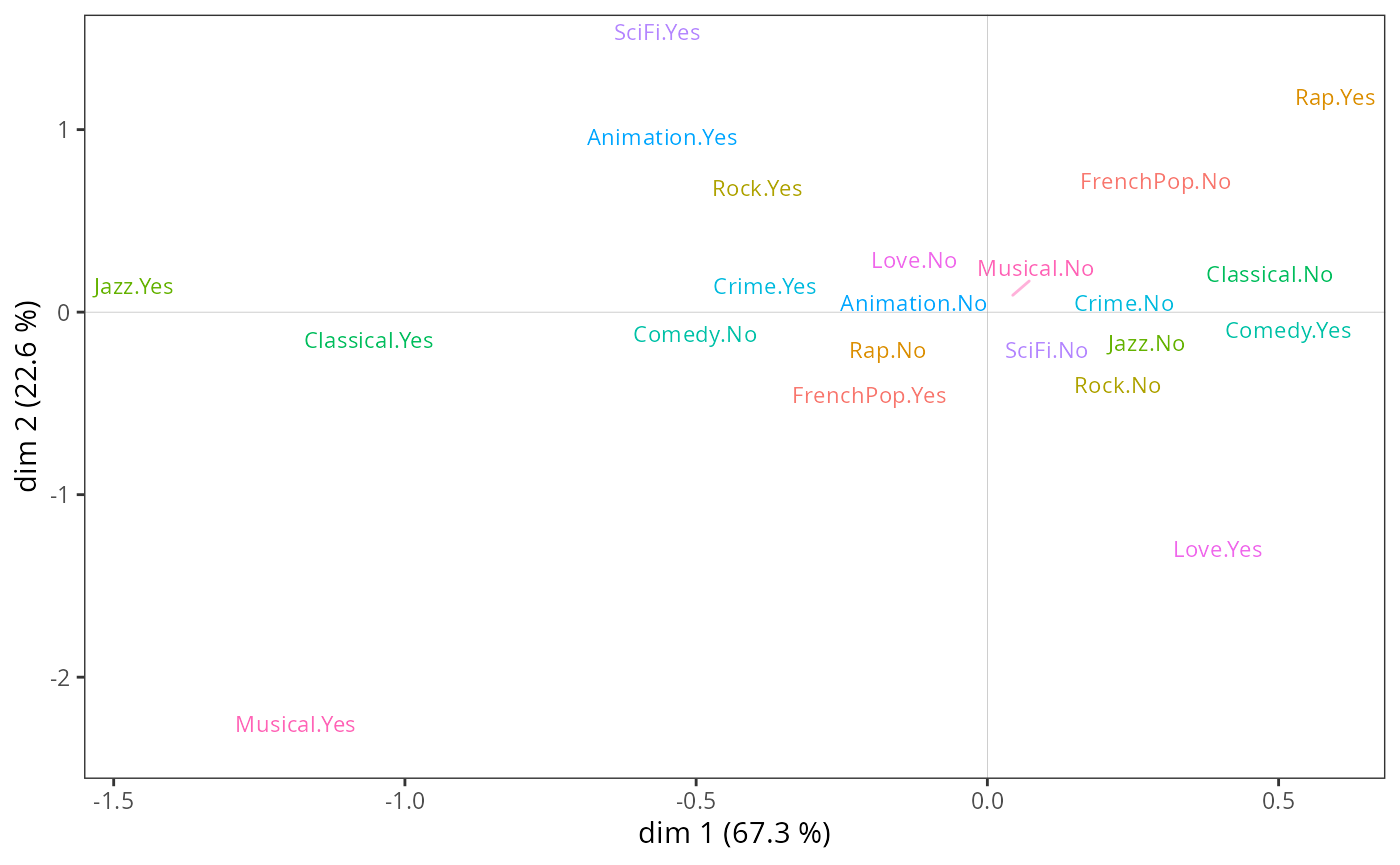 SciFi.Yes
Rap.Yes
1
Animation.Yes
FrenchPop.No
Rock.Yes
Love.No
Musical.No
Classical.No
Jazz.Yes
Crime.Yes
Animation.No
Crime.No
0
Classical.Yes
Comedy.No
Comedy.Yes
Rap.No
SciFi.No
Jazz.No
Rock.No
FrenchPop.Yes
dim 2 (22.6 %)
-1
Love.Yes
-2
Musical.Yes
-1.5
-1.0
-0.5
0.0
0.5
dim 1 (67.3 %)